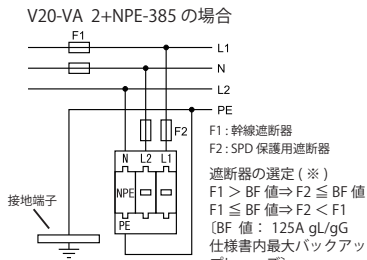 V20-VA 2+NPE-385 の場合
F1
L1
N
L2
PE
F2
N L2 L1
NPE
PE
接地端子
F1 : 幹線遮断器
F2 : SPD 保護用遮断器
遮断器の選定 ( ※ )
F1 > BF 値⇒ F2 ≦ BF 値
F1 ≦ BF 値⇒ F2 < F1
〔BF 値： 125A gL/gG
仕様書内最大バックアッ